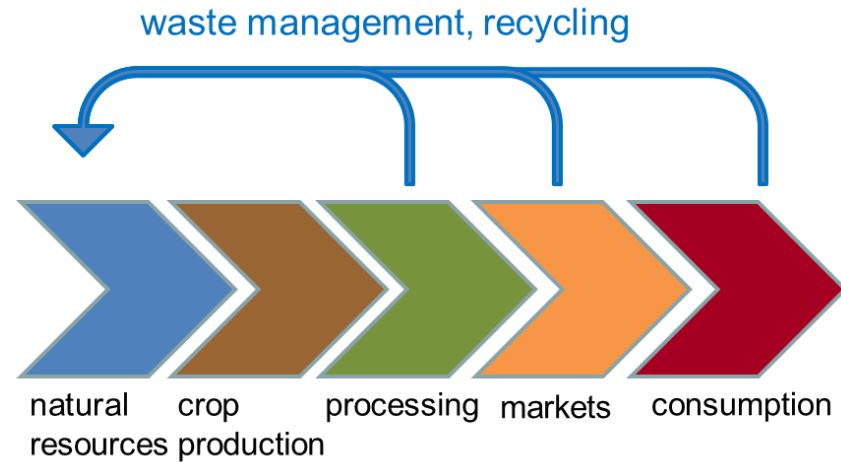 waste management, recycling
natural crop processing markets consumption
resources production